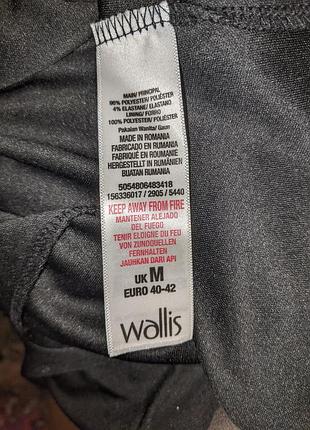 MAIN/ PRINCIPAL
96% POLYESTER/ POLIÉSTER
4% ELASTANE/ ELASTANO.
LINING/ FORRO
100% POLYESTER/ POLIÉSTER
Pakaian Wanita/ Gaun
MADE IN ROMANIA
FABRICADO EN RUMANIA
FABRIQUÉ EN ROUMANIE
HERGESTELLT IN RUMÄNIEN
BUATAN RUMANIA
5054806483418
156336017 / 2905 / 5440
KEEP AWAY FROM FIRE
MANTENER ALEJADO
DEL FUEGO
TENIR ÉLOIGNÉ DU FEU
VON ZUNDQUELLEN
FERNHALTEN
JAUHKAN DARI API
UK M
EURO 40-42
wallis